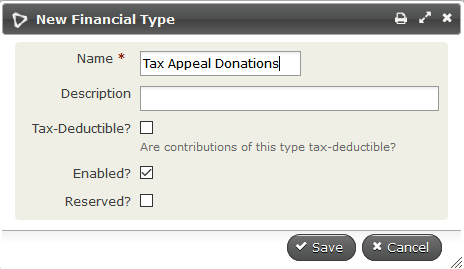 New Financial Type
Name *
Tax Appeal Donations
Description
Tax-Deductible?
Are contributions of this type tax-deductible?
Enabled?
Reserved?
Save
Cancel